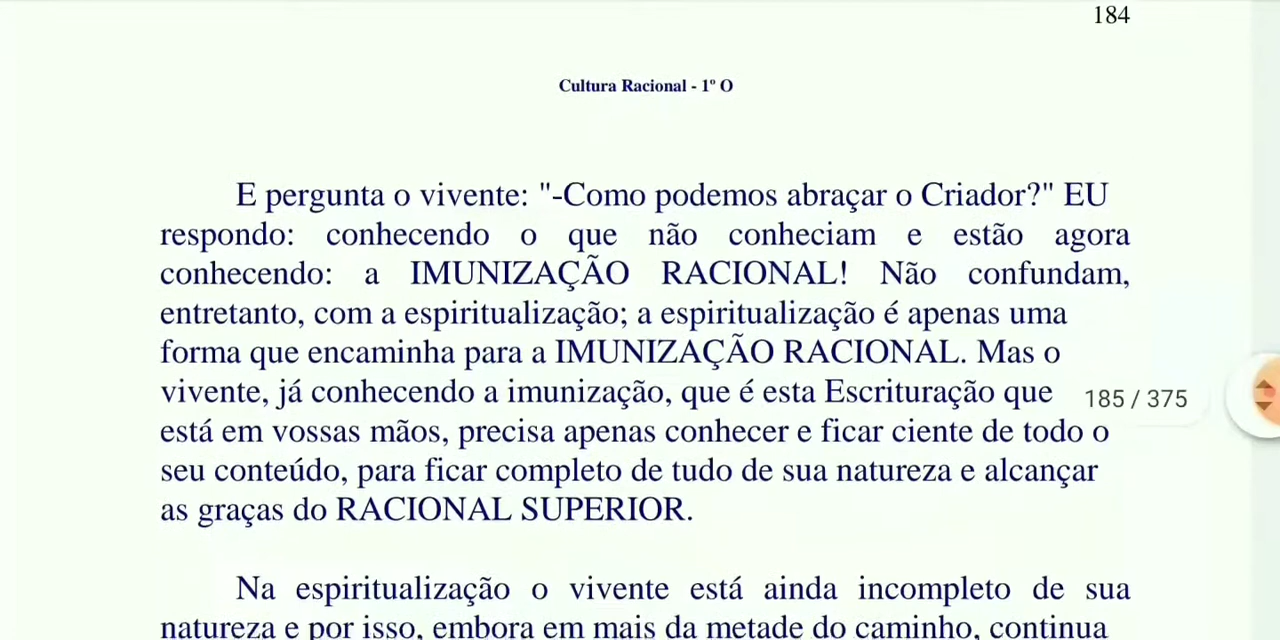 184
Cultura Racional - 1º O
E pergunta o vivente: "-Como podemos abraçar o Criador?" EU
respondo: conhecendo o que não conheciam e estão agora
conhecendo: a IMUNIZAÇÃO RACIONAL! Não confundam,
entretanto, com a espiritualização; a espiritualização é apenas uma
forma que encaminha para a IMUNIZAÇÃO RACIONAL. Mas o
vivente, já conhecendo a imunização, que é esta Escrituração que
185 / 375
está em vossas mãos, precisa apenas conhecer e ficar ciente de todo o
seu conteúdo, para ficar completo de tudo de sua natureza e alcançar
as graças do RACIONAL SUPERIOR.
Na espiritualização o vivente está ainda incompleto de sua
natureza e por isso, embora em mais da metade do caminho, continua